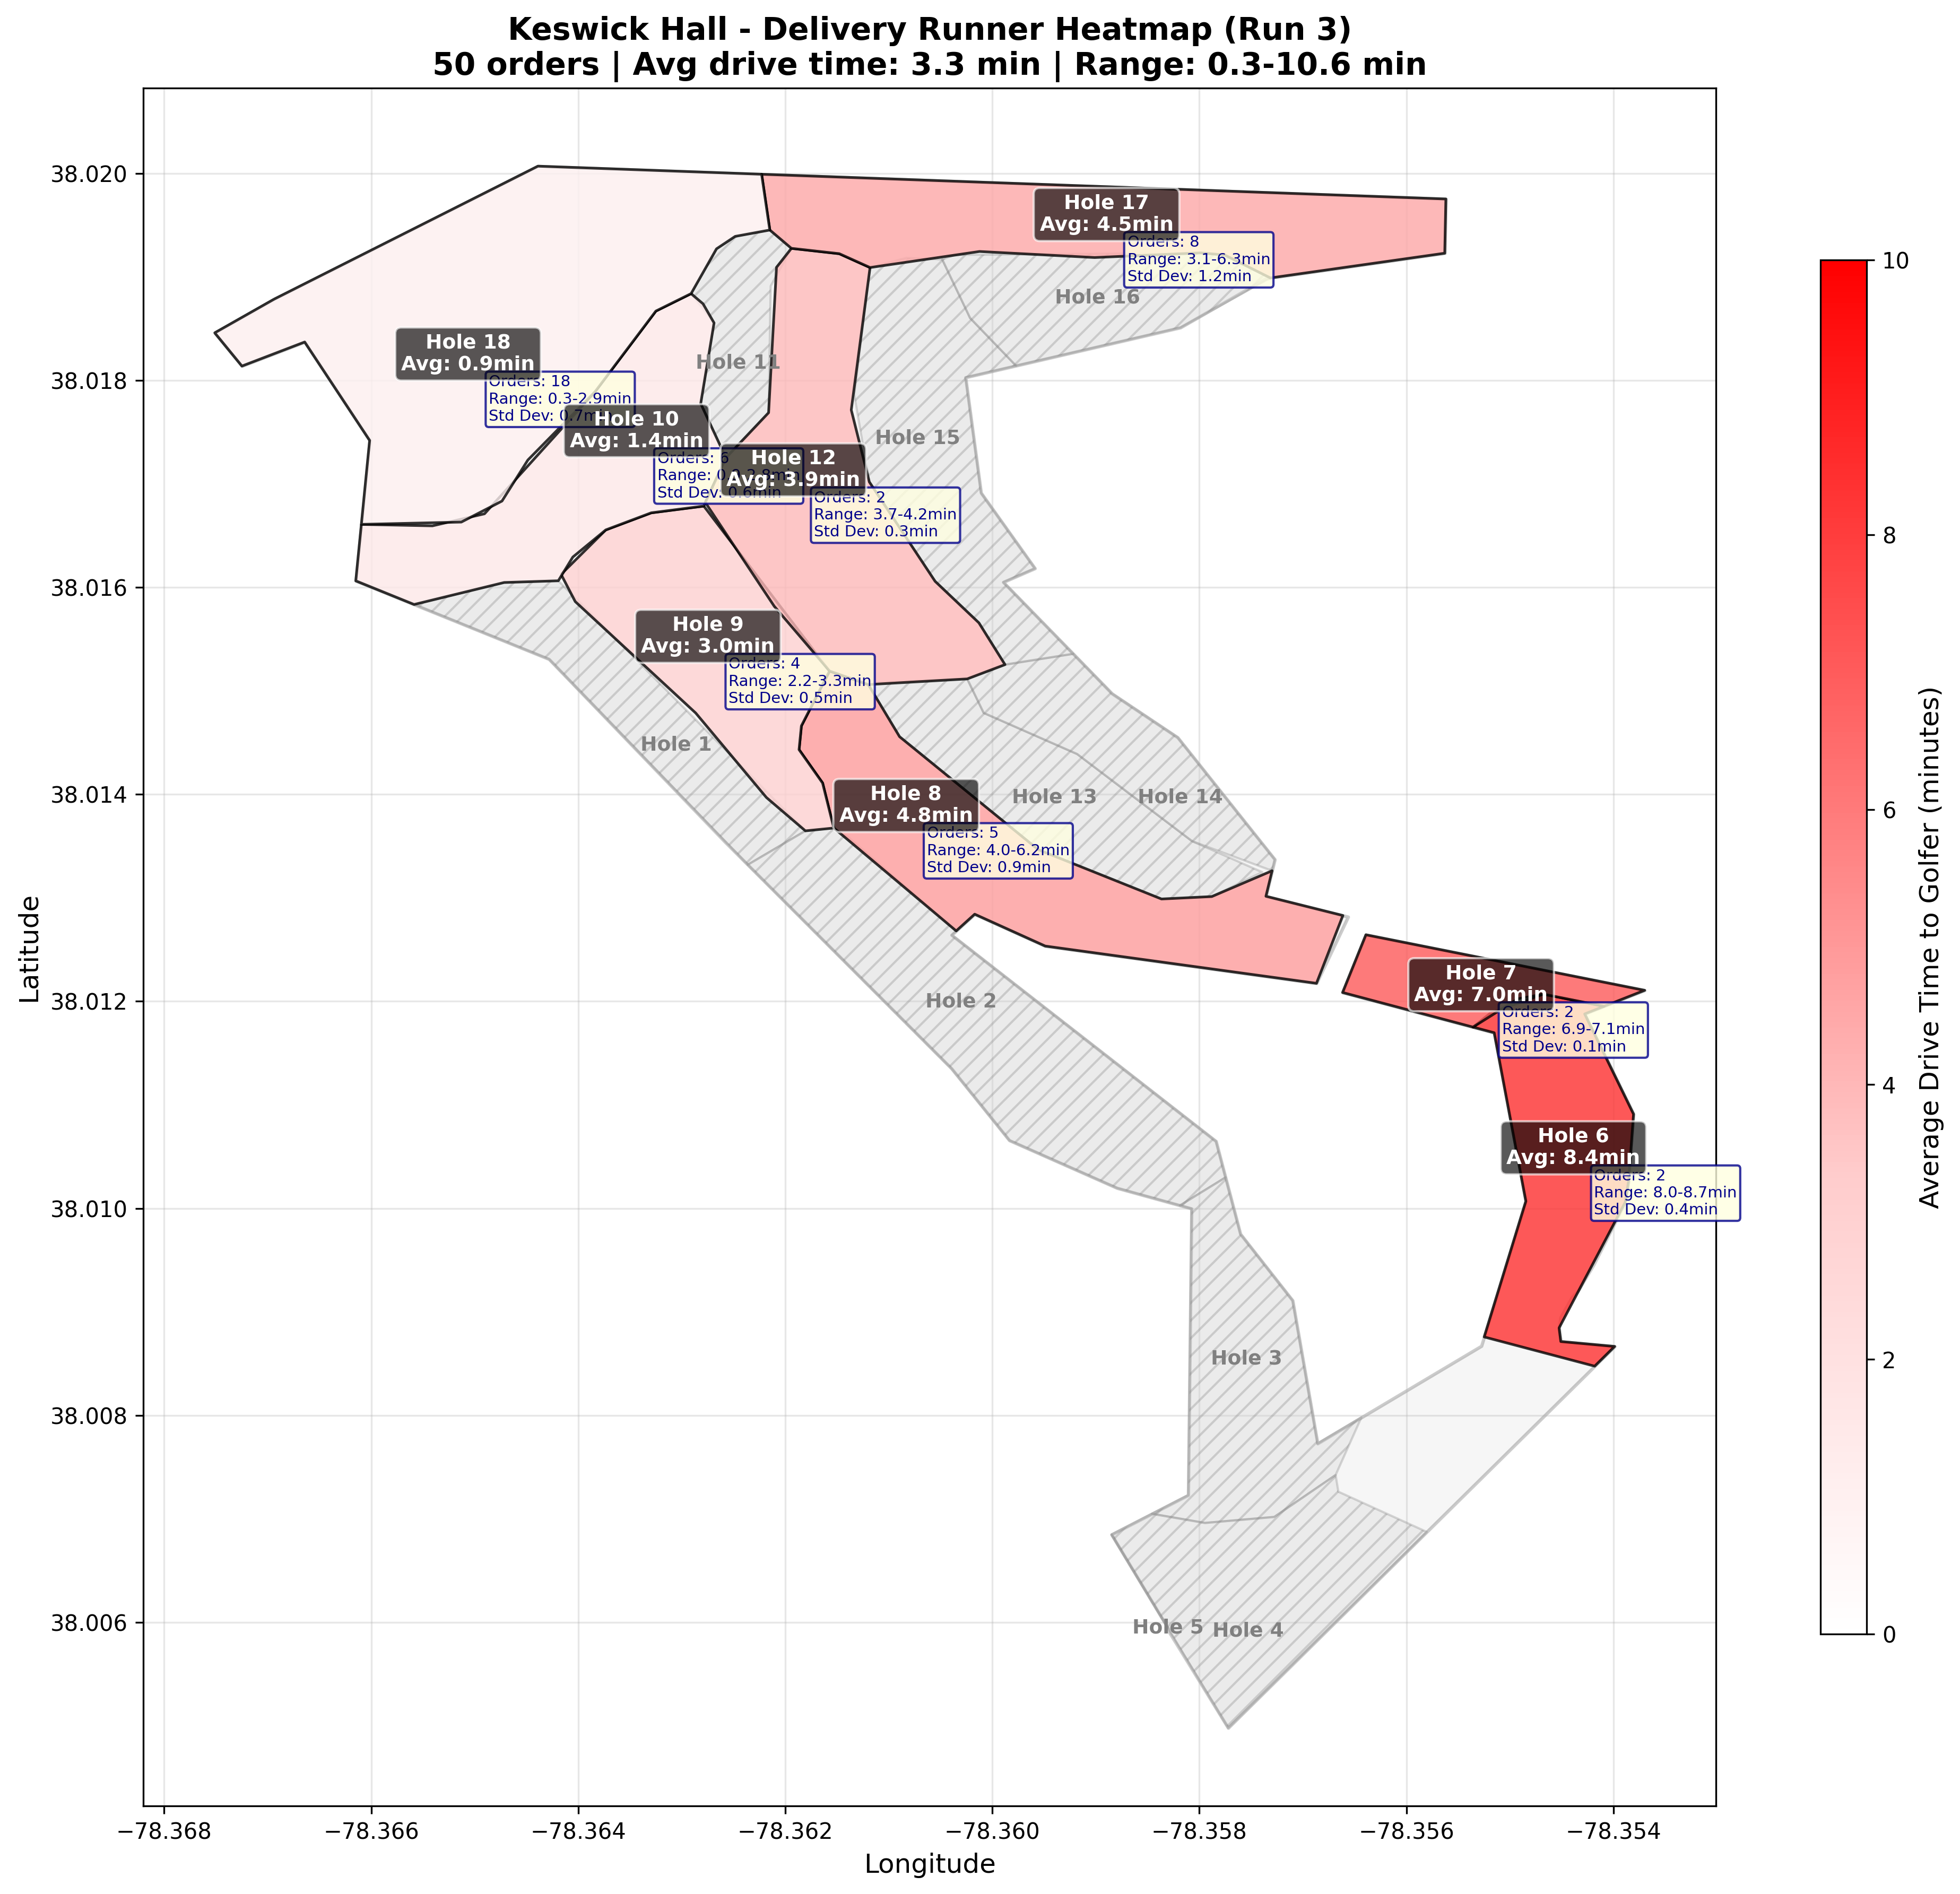 Keswick Hall - Delivery Runner Heatmap (Run 3)
50 orders | Avg drive time: 3.3 min | Range: 0.3-10.6 min
Hole 17
Avg: 4.5min
Orders: 8
Range: 3.1-6.3min
Std Dev: 1.2min
Hole 16
Hole 18
Avg: 0.9min
Orders: 18
Range: 0.3-2.9min
Std Dev: 0.7min
Hole 11
Hole 10
Avg: 1.4min
Orders: 6
Range:
Std Dev: 0.6min
Hole 15
Hole 12
Avg: 3.9min
Orders: 2
Range: 3.7-4.2min
Std Dev: 0.3min
Hole 9
Avg: 3.0min
Orders: 4
Range: 2.2-3.3min
Std Dev: 0.5min
Hole 1
Hole 8
Avg: 4.8min
Orders: 5
Range: 4.0-6.2min
Std Dev: 0.9min
Hole 13
Hole 14
Hole 2
Hole 7
Avg: 7.0min
Orders: 2
Range: 6.9-7.1min
Std Dev: 0.1min
Hole 6
Avg: 8.4min
Orders: 2
Range: 8.0-8.7min
Std Dev: 0.4min
Hole 3
Hole 5
Hole 4
38.020
38.018
38.016
38.014
38.012
38.010
38.008
38.006
Latitude
−78.368
−78.366
−78.364
−78.362
−78.360
−78.358
−78.356
−78.354
Longitude
10
8
6
4
2
0
Average Drive Time to Golfer (minutes)